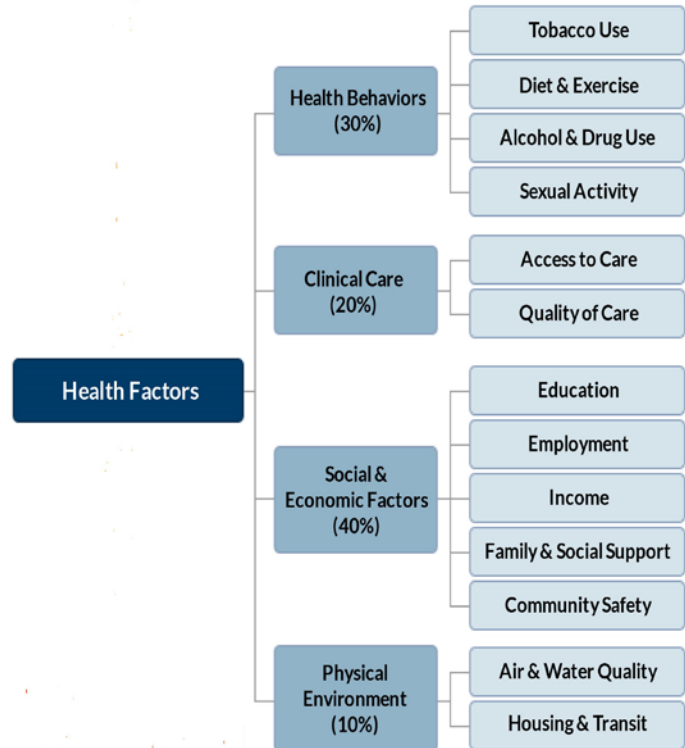 Health Factors
Health Behaviors
(30%)
Tobacco Use
Diet & Exercise
Alcohol & Drug Use
Sexual Activity
Clinical Care
(20%)
Access to Care
Quality of Care
Social &
Economic Factors
(40%)
Education
Employment
Income
Family & Social Support
Community Safety
Physical
Environment
(10%)
Air & Water Quality
Housing & Transit